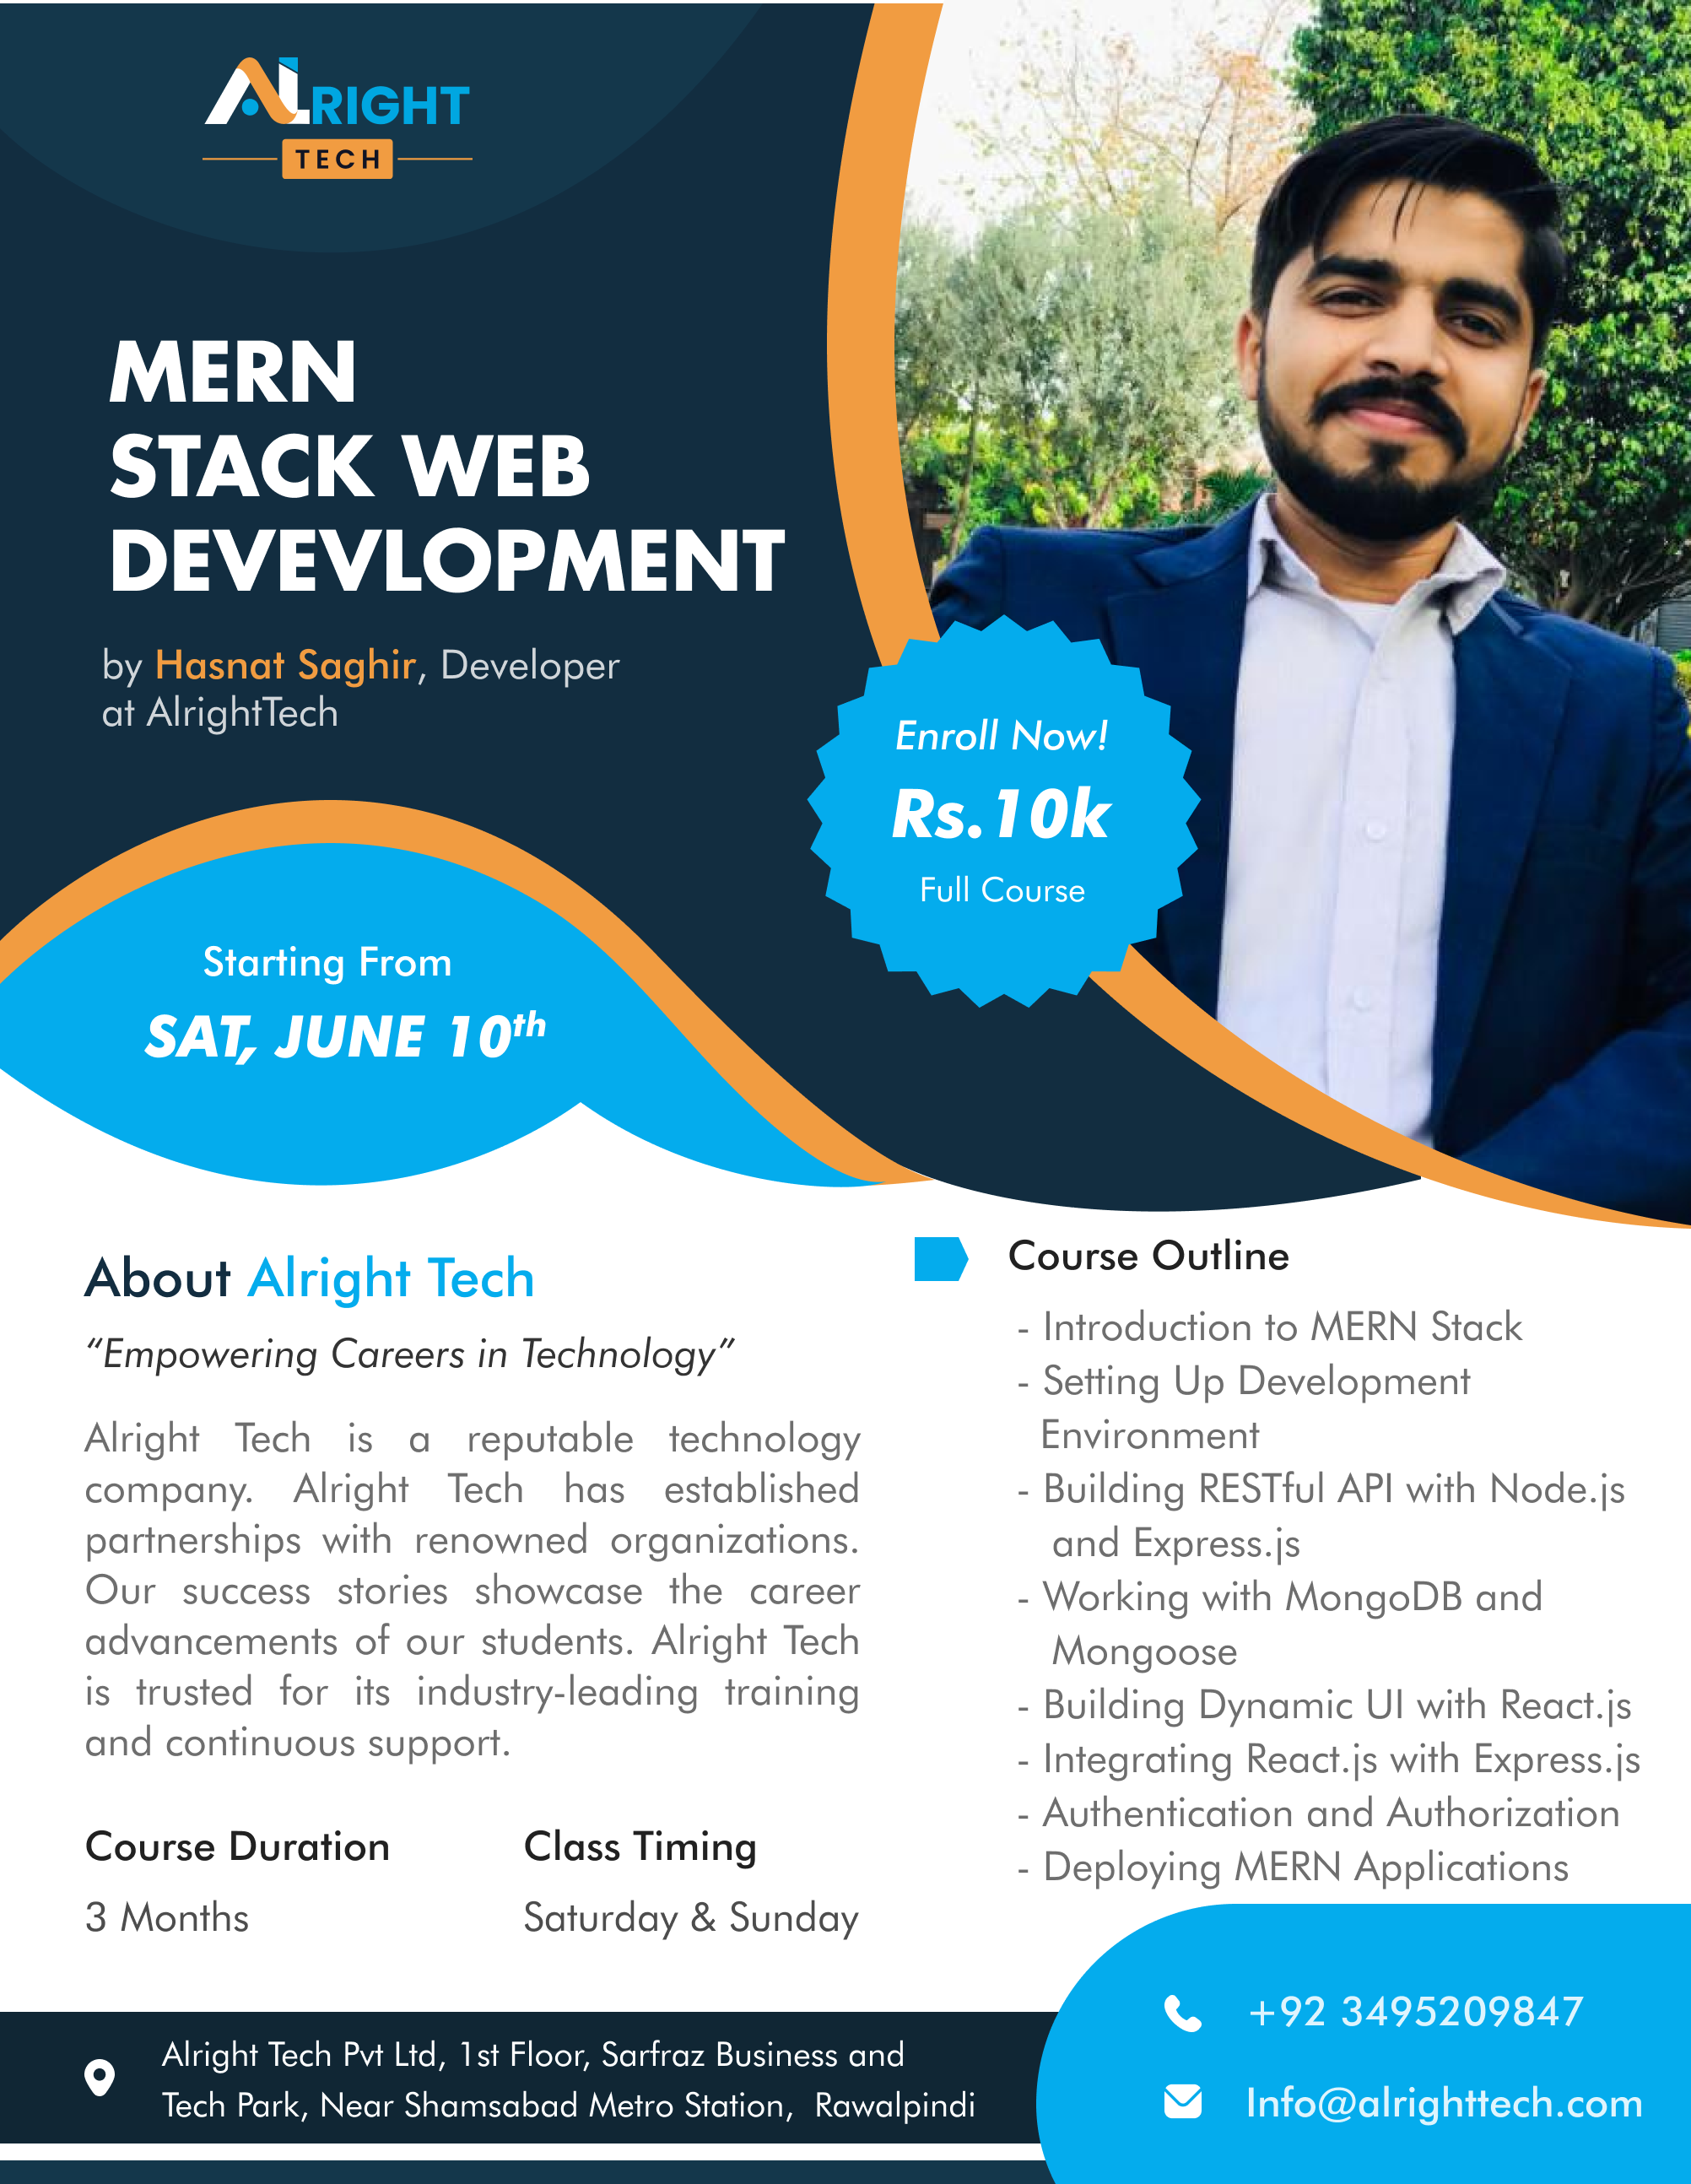 ALRIGHT
TECH
MERN
STACK WEB
DEVEVLOPMENT
by Hasnat Saghir, Developer
at AlrightTech
Enroll Now!
Rs.10k
Full Course
Starting From
SAT, JUNE 10th
About Alright Tech
“Empowering Careers in Technology”
Alright Tech is a reputable technology
company. Alright Tech has established
partnerships with renowned organizations.
Our success stories showcase the career
advancements of our students. Alright Tech
is trusted for its industry-leading training
and continuous support.
Course Duration
3 Months
Class Timing
Saturday & Sunday
Course Outline
- Introduction to MERN Stack
- Setting Up Development
Environment
- Building RESTful API with Node.js
and Express.js
- Working with MongoDB and
Mongoose
- Building Dynamic UI with React.js
- Integrating React.js with Express.js
- Authentication and Authorization
- Deploying MERN Applications
Alright Tech Pvt Ltd, 1st Floor, Sarfraz Business and
Tech Park, Near Shamsabad Metro Station, Rawalpindi
+92 3495209847
Info@alrighttech.com